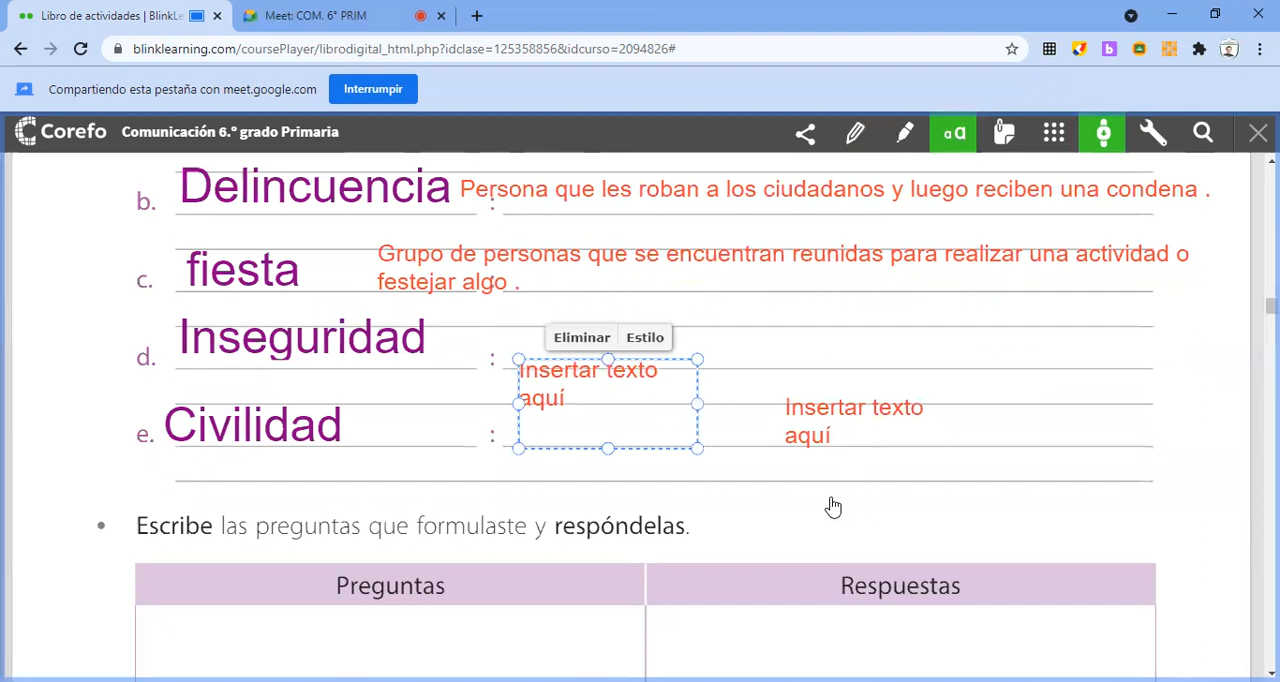 Libro de actividades | BlinkLe
Meet: COM. 6° PRIM
blinklearning.com/coursePlayer/librodigital_html.php?idclase=125358856&idcurso=2094826#
Compartiendo esta pestaña con meet.google.com
Interrumpir
Corefo
Comunicación 6.º grado Primaria
a a
b. Delincuencia : Persona que les roban a los ciudadanos y luego reciben una condena .
c. fiesta : Grupo de personas que se encuentran reunidas para realizar una actividad o
festejar algo .
d. Inseguridad :
Eliminar Estilo
Insertar texto
aquí
e. Civilidad :
Insertar texto
aquí
• Escribe las preguntas que formulaste y respóndelas.
Preguntas Respuestas